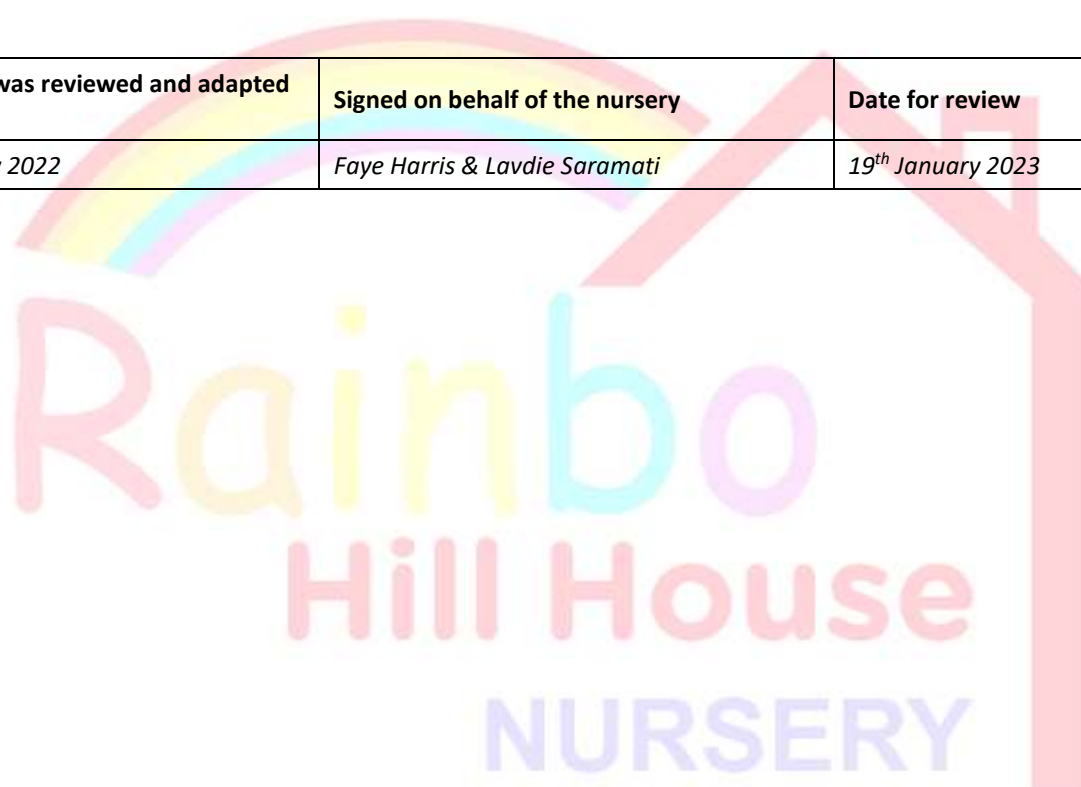 was reviewed and adapted
Signed on behalf of the nursery
Date for review
2022
Faye Harris & Lavdie Saramati
19th January 2023
Rainbo
Hill House
NURSERY